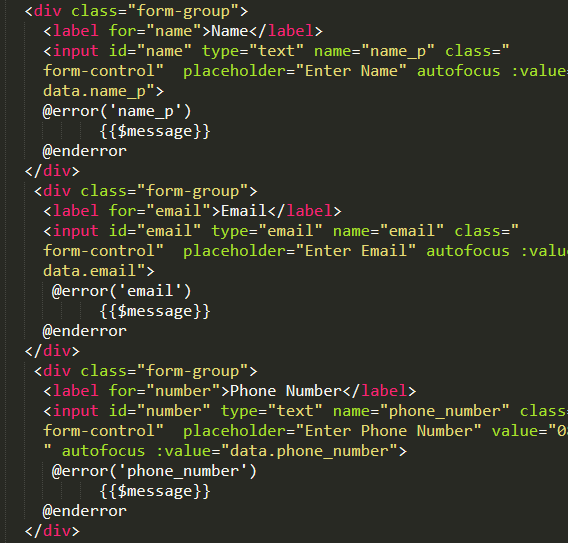 <div class="form-group">
<label for="name">Name</label>
<input id="name" type="text" name="name_p" class="
form-control"  placeholder="Enter Name" autofocus :value=
data.name_p">
@error('name_p')
{{$message}}
@enderror
</div>
<div class="form-group">
<label for="email">Email</label>
<input id="email" type="email" name="email" class="
form-control"  placeholder="Enter Email" autofocus :valu
data.email">
@error('email')
{{$message}}
@enderror
</div>
<div class="form-group">
<label for="number">Phone Number</label>
<input id="number" type="text" name="phone_number" class=
form-control"  placeholder="Enter Phone Number" value="0
" autofocus :value="data.phone_number">
@error('phone_number')
{{$message}}
@enderror
</div>